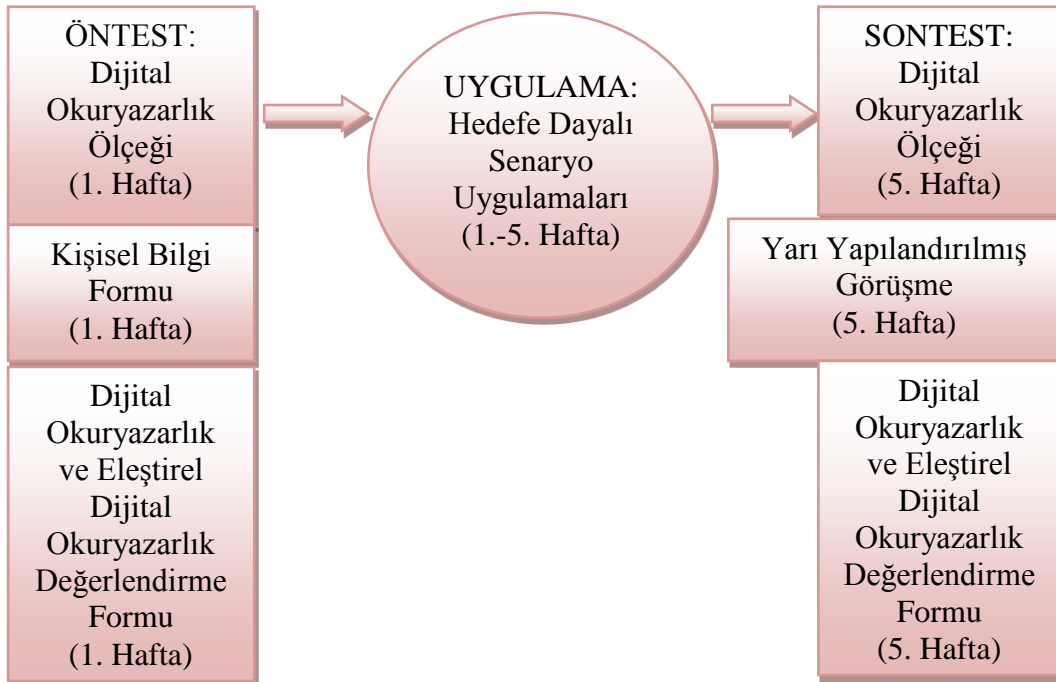 ÖNTEST:
Dijital
Okuryazarlık
Ölçeği
(1. Hafta)
Kişisel Bilgi
Formu
(1. Hafta)
Dijital
Okuryazarlık
ve Eleştirel
Dijital
Okuryazarlık
Değerlendirme
Formu
(1. Hafta)
UYGULAMA:
Hedefe Dayalı
Senaryo
Uygulamaları
(1.-5. Hafta)
SONTEST:
Dijital
Okuryazarlık
Ölçeği
(5. Hafta)
Yarı Yapılandırılmış
Görüşme
(5. Hafta)
Dijital
Okuryazarlık
ve Eleştirel
Dijital
Okuryazarlık
Değerlendirme
Formu
(5. Hafta)